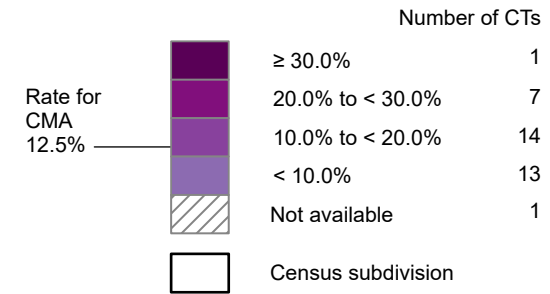 Number of CTs
≥ 30.0% 1
Rate for
CMA
12.5%
20.0% to < 30.0% 7
10.0% to < 20.0% 14
< 10.0% 13
Not available 1
Census subdivision